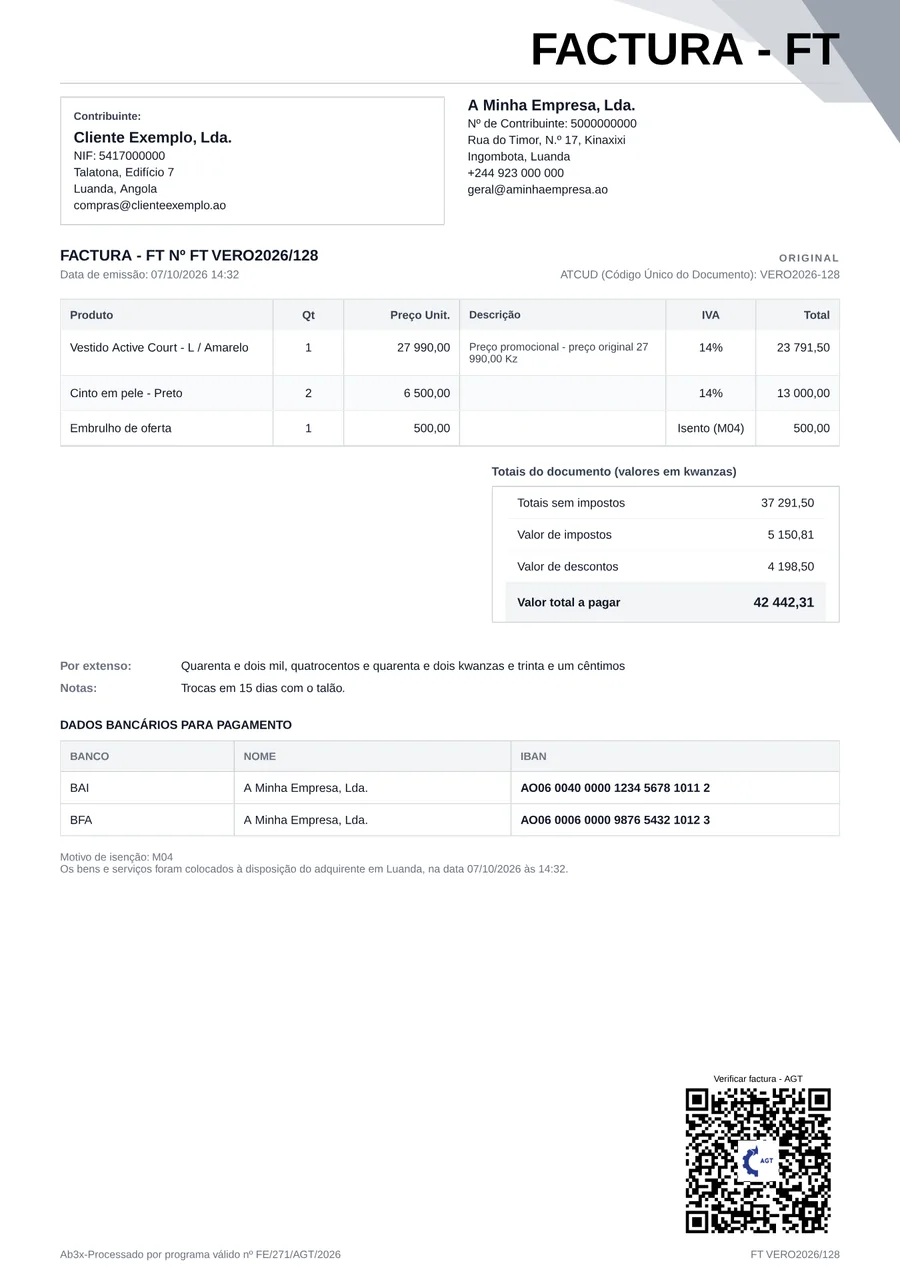 FACTURA - FT
Contribuinte:
Cliente Exemplo, Lda.
NIF: 5417000000
Talatona, Edifício 7
Luanda, Angola
compras@clienteexemplo.ao
A Minha Empresa, Lda.
Nº de Contribuinte: 5000000000
Rua do Timor, N.º 17, Kinaxixi
Ingombota, Luanda
+244 923 000 000
geral@aminhaempresa.ao
FACTURA - FT Nº FT VERO2026/128
Data de emissão: 07/10/2026 14:32
ORIGINAL
ATCUD (Código Único do Documento): VERO2026-128
Produto Qt Preço Unit. Descrição IVA Total
Vestido Active Court - L / Amarelo 1 27 990,00 Preço promocional - preço original 27 990,00 Kz 14% 23 791,50
Cinto em pele - Preto 2 6 500,00 14% 13 000,00
Embrulho de oferta 1 500,00 Isento (M04) 500,00
Totais do documento (valores em kwanzas)
Totais sem impostos 37 291,50
Valor de impostos 5 150,81
Valor de descontos 4 198,50
Valor total a pagar 42 442,31
Por extenso: Quarenta e dois mil, quatrocentos e quarenta e dois kwanzas e trinta e um cêntimos
Notas: Trocas em 15 dias com o talão.
DADOS BANCÁRIOS PARA PAGAMENTO
BANCO NOME IBAN
BAI A Minha Empresa, Lda. AO06 0040 0000 1234 5678 1011 2
BFA A Minha Empresa, Lda. AO06 0006 0000 9876 5432 1012 3
Motivo de isenção: M04
Os bens e serviços foram colocados à disposição do adquirente em Luanda, na data 07/10/2026 às 14:32.
Verificar factura - AGT
AGT
Ab3x-Processado por programa válido nº FE/271/AGT/2026
FT VERO2026/128